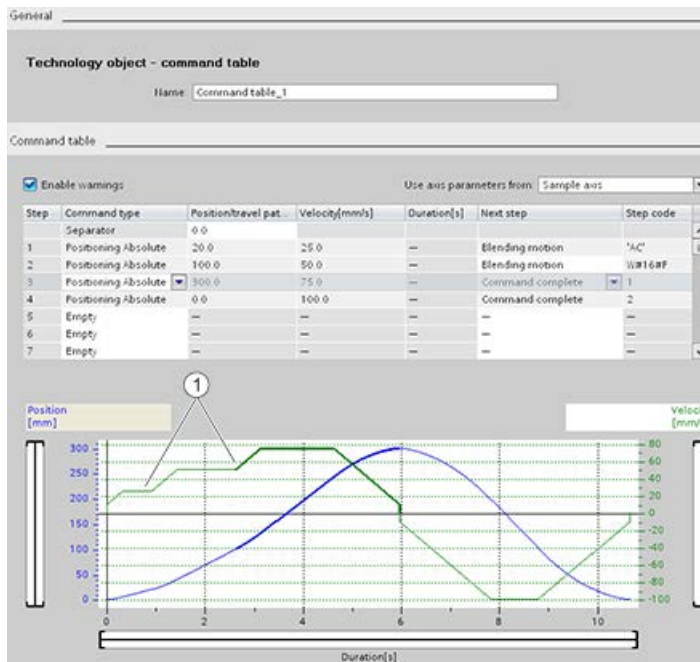 General
Technology object - command table
Name: Command table_1
Command table
Enable warnings Use axis parameters from: Sample axis
Step Command type Position/travel pat... Velocity[mm/s] Duration[s] Next step Step code
Separator 0.0
1 Positioning Absolute 20.0 25.0 — Blending motion 'AC'
2 Positioning Absolute 100.0 50.0 — Blending motion W#16#F
3 Positioning Absolute 300.0 75.0 — Command complete 1
4 Positioning Absolute 0.0 100.0 — Command complete 2
5 Empty — — — —
6 Empty — — — —
7 Empty — — — —
1
Position
[mm]
Veloci
[mm/
300
250
200
150
100
50
0
80
60
40
20
0
-20
-40
-60
-80
-100
0 2 4 6 8 10
Duration[s]